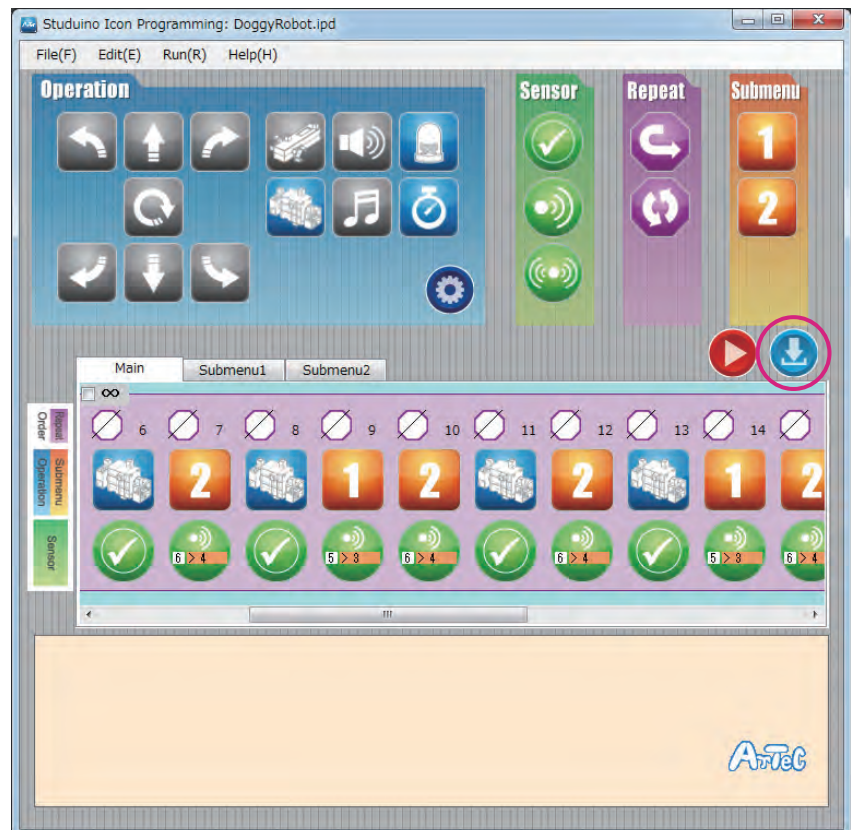 Studuino Icon Programming: DoggyRobot.ipd
File(F) Edit(E) Run(R) Help(H)
Operation
Sensor
Repeat
Submenu
1
2
Main
Submenu1
Submenu2
∞
6 7 8 9 10 11 12 13 14
Repeat
Order
Submenu
Operation
Sensor
2 1 2 2 1 2
6 > 4 5 > 3 6 > 4 6 > 4 5 > 3 6 > 4
ArTeC